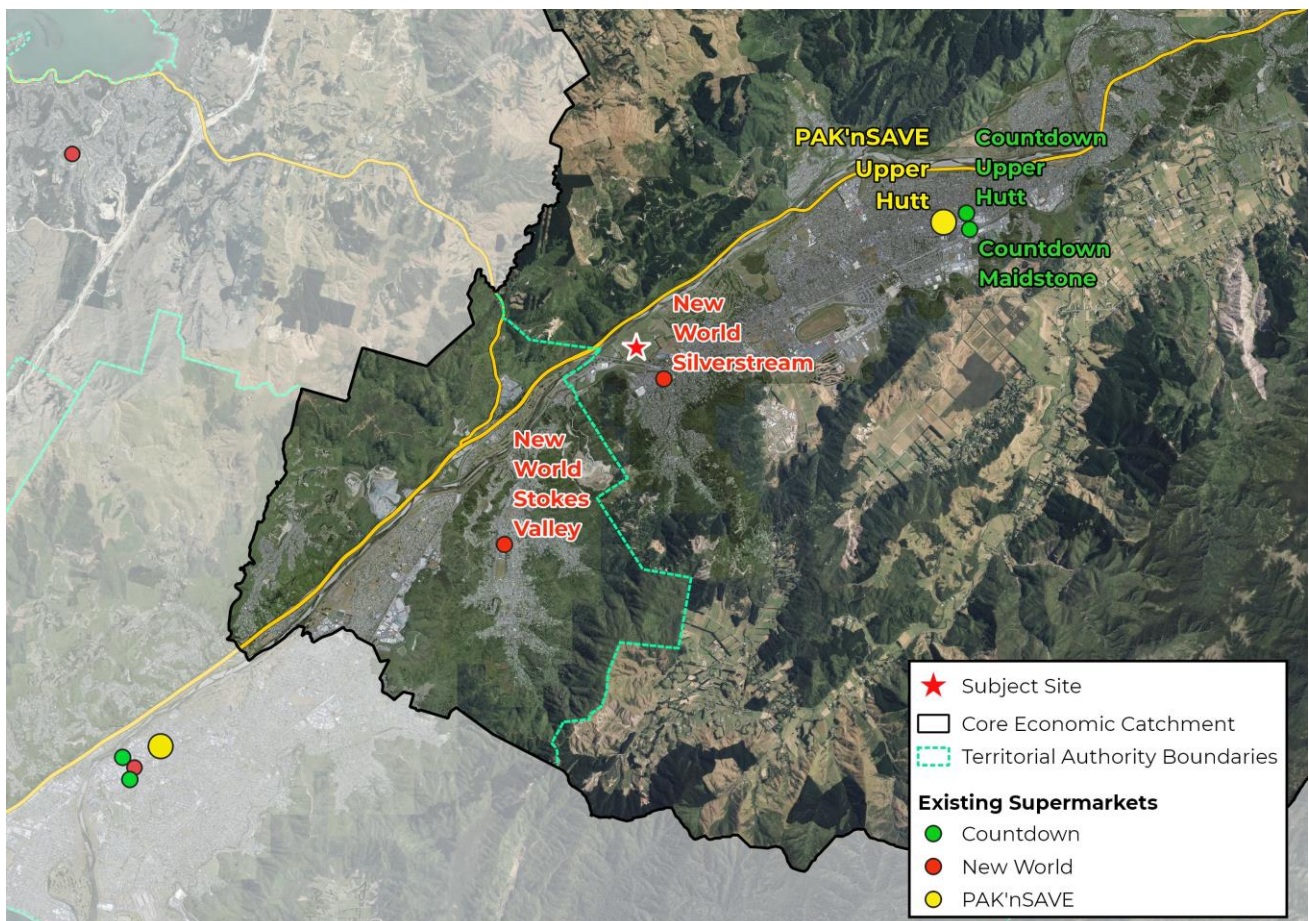 PAK'nSAVE
Upper
Hutt
Countdown
Upper
Hutt
Countdown
Maidstone
New
World
Silverstream
New
World
Stokes
Valley
Subject Site
Core Economic Catchment
Territorial Authority Boundaries
Existing Supermarkets
Countdown
New World
PAK'nSAVE